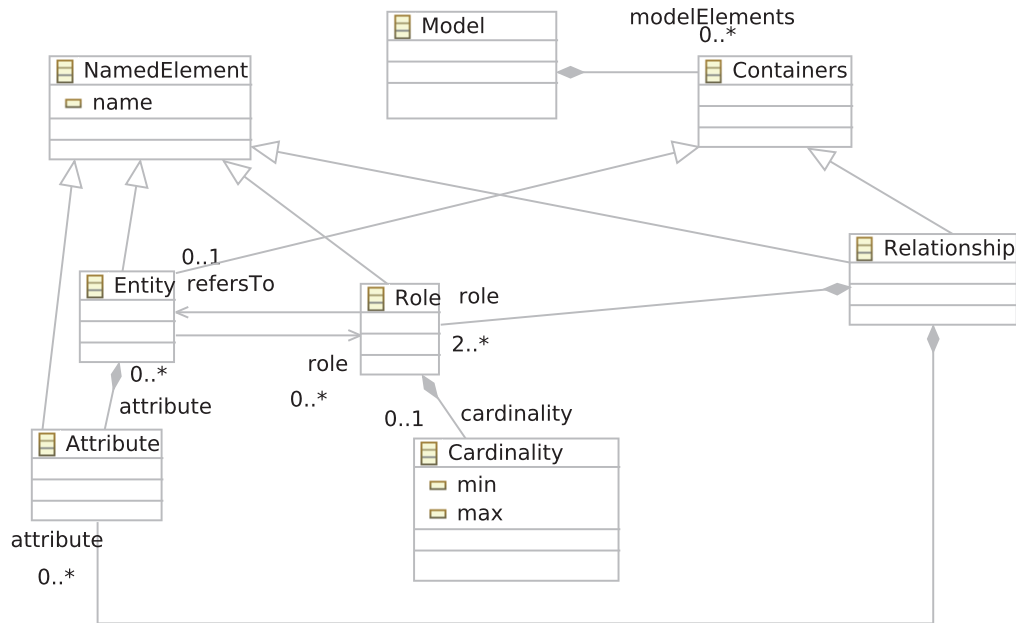 Model
modelElements
0..*
NamedElement
name
Containers
Relationship
0..1
refersTo
Entity
Role
role
2..*
role
0..*
0..*
attribute
0..1
cardinality
Attribute
Cardinality
min
max
attribute
0..*